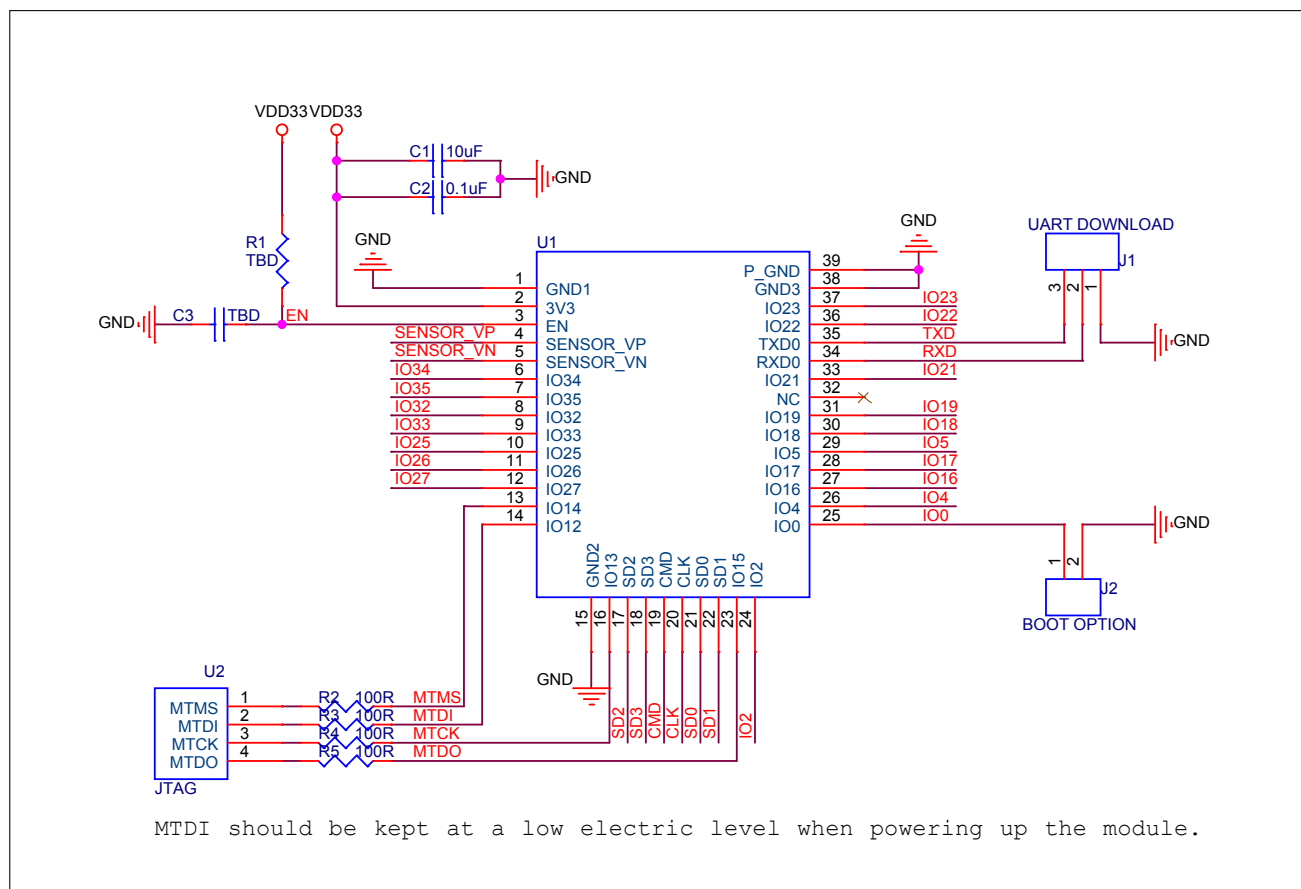 VDD33 VDD33
C1 10uF
GND
C2 0.1uF
R1
TBD
GND
GND
C3 TBD EN
U1
1 GND1
2 3V3
3 EN
SENSOR_VP 4 SENSOR_VP
SENSOR_VN 5 SENSOR_VN
IO34 6 IO34
IO35 7 IO35
IO32 8 IO32
IO33 9 IO33
IO25 10 IO25
IO26 11 IO26
IO27 12 IO27
13 IO14
14 IO12
GND
P_GND 39
GND3 38
IO23 37 IO23
IO22 36 IO22
TXD0 35 TXD
RXD0 34 RXD
IO21 33 IO21
NC 32
IO19 31 IO19
IO18 30 IO18
IO5 29 IO5
IO17 28 IO17
IO16 27 IO16
IO4 26 IO4
IO0 25 IO0
UART DOWNLOAD
J1
3 2 1
GND
GND
1 2
J2
BOOT OPTION
GND2 IO13 SD2 SD3 CMD CLK SD0 SD1 IO15 IO2
15 16 17 18 19 20 21 22 23 24
GND
SD2 SD3 CMD CLK SD0 SD1 IO2
U2
MTMS 1 R2 100R MTMS
MTDI 2 R3 100R MTDI
MTCK 3 R4 100R MTCK
MTDO 4 R5 100R MTDO
JTAG
MTDI should be kept at a low electric level when powering up the module.